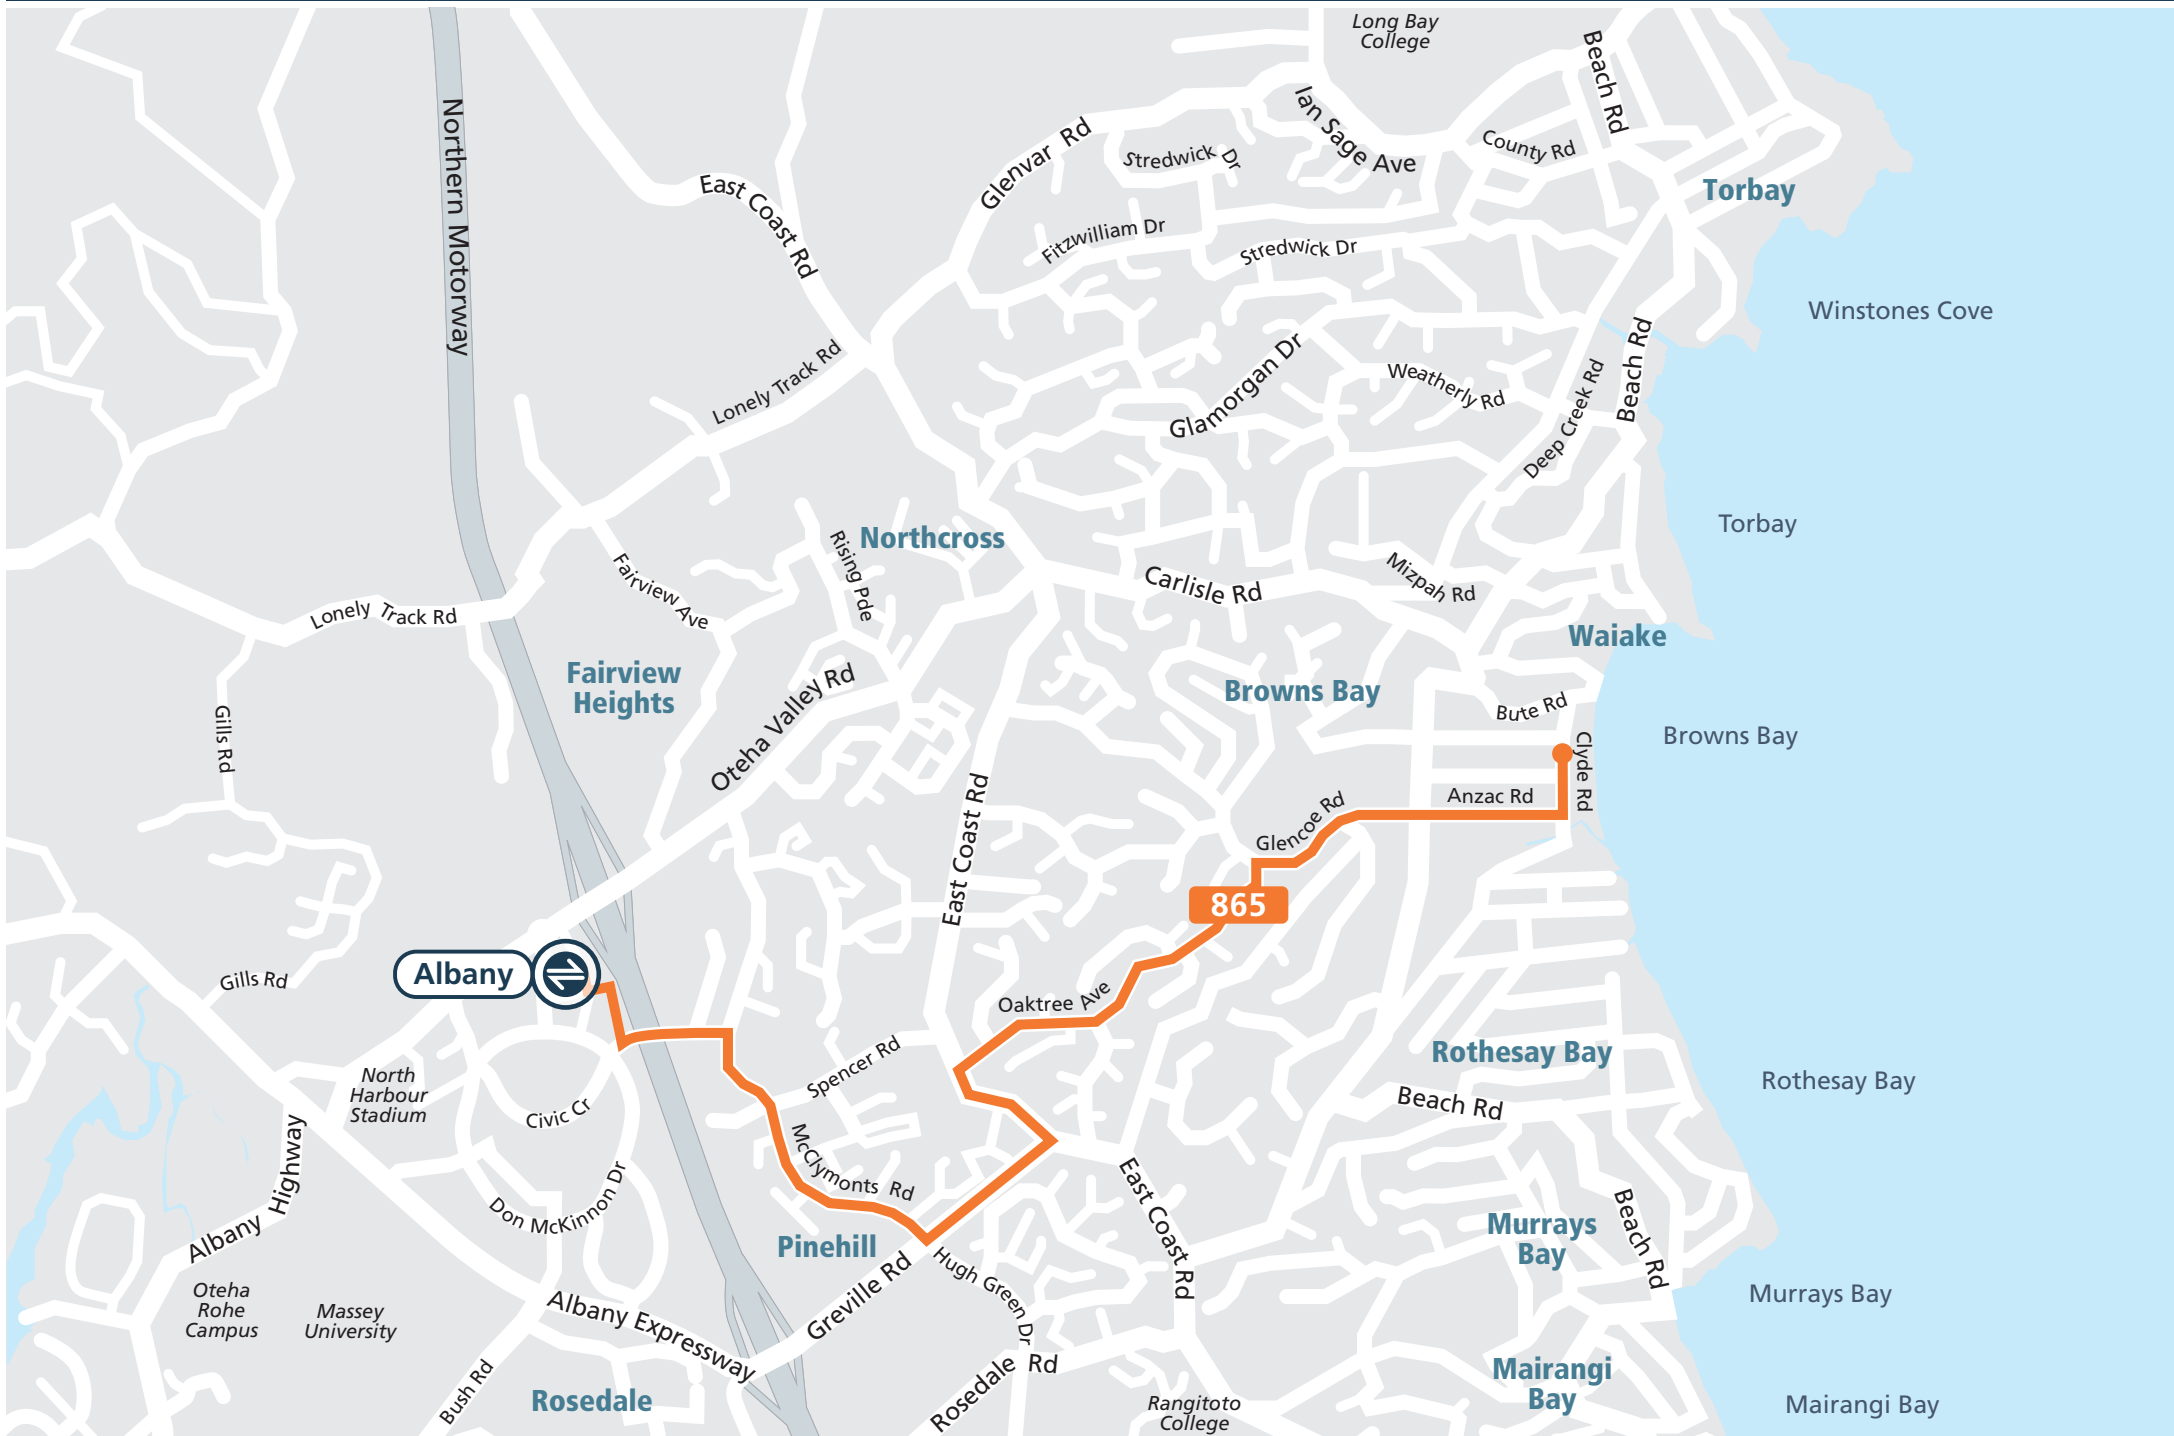 Long Bay
College
Beach Rd
Northern Motorway
Ian Sage Ave
County Rd
Glenvar Rd
Stredwick Dr
Torbay
East Coast Rd
Fitzwilliam Dr
Stredwick Dr
Winstones Cove
Lonely Track Rd
Glamorgan Dr
Weatherly Rd
Beach Rd
Deep Creek Rd
Northcross
Torbay
Rising Pde
Fairview Ave
Carlisle Rd
Mizpah Rd
Lonely Track Rd
Waiake
Fairview
Heights
Browns Bay
Oteha Valley Rd
Bute Rd
Gills Rd
Browns Bay
Clyde Rd
East Coast Rd
Anzac Rd
Glencoe Rd
865
Albany
Gills Rd
Oaktree Ave
Spencer Rd
Rothesay Bay
North
Harbour
Stadium
Rothesay Bay
Civic Cr
Beach Rd
Albany Highway
McClymonts Rd
Don McKinnon Dr
East Coast Rd
Beach Rd
Murrays
Bay
Pinehill
Hugh Green Dr
Greville Rd
Oteha
Rohe
Campus
Massey
University
Albany Expressway
Murrays Bay
Rosedale Rd
Bush Rd
Rosedale
Mairangi
Bay
Rangitoto
College
Mairangi Bay